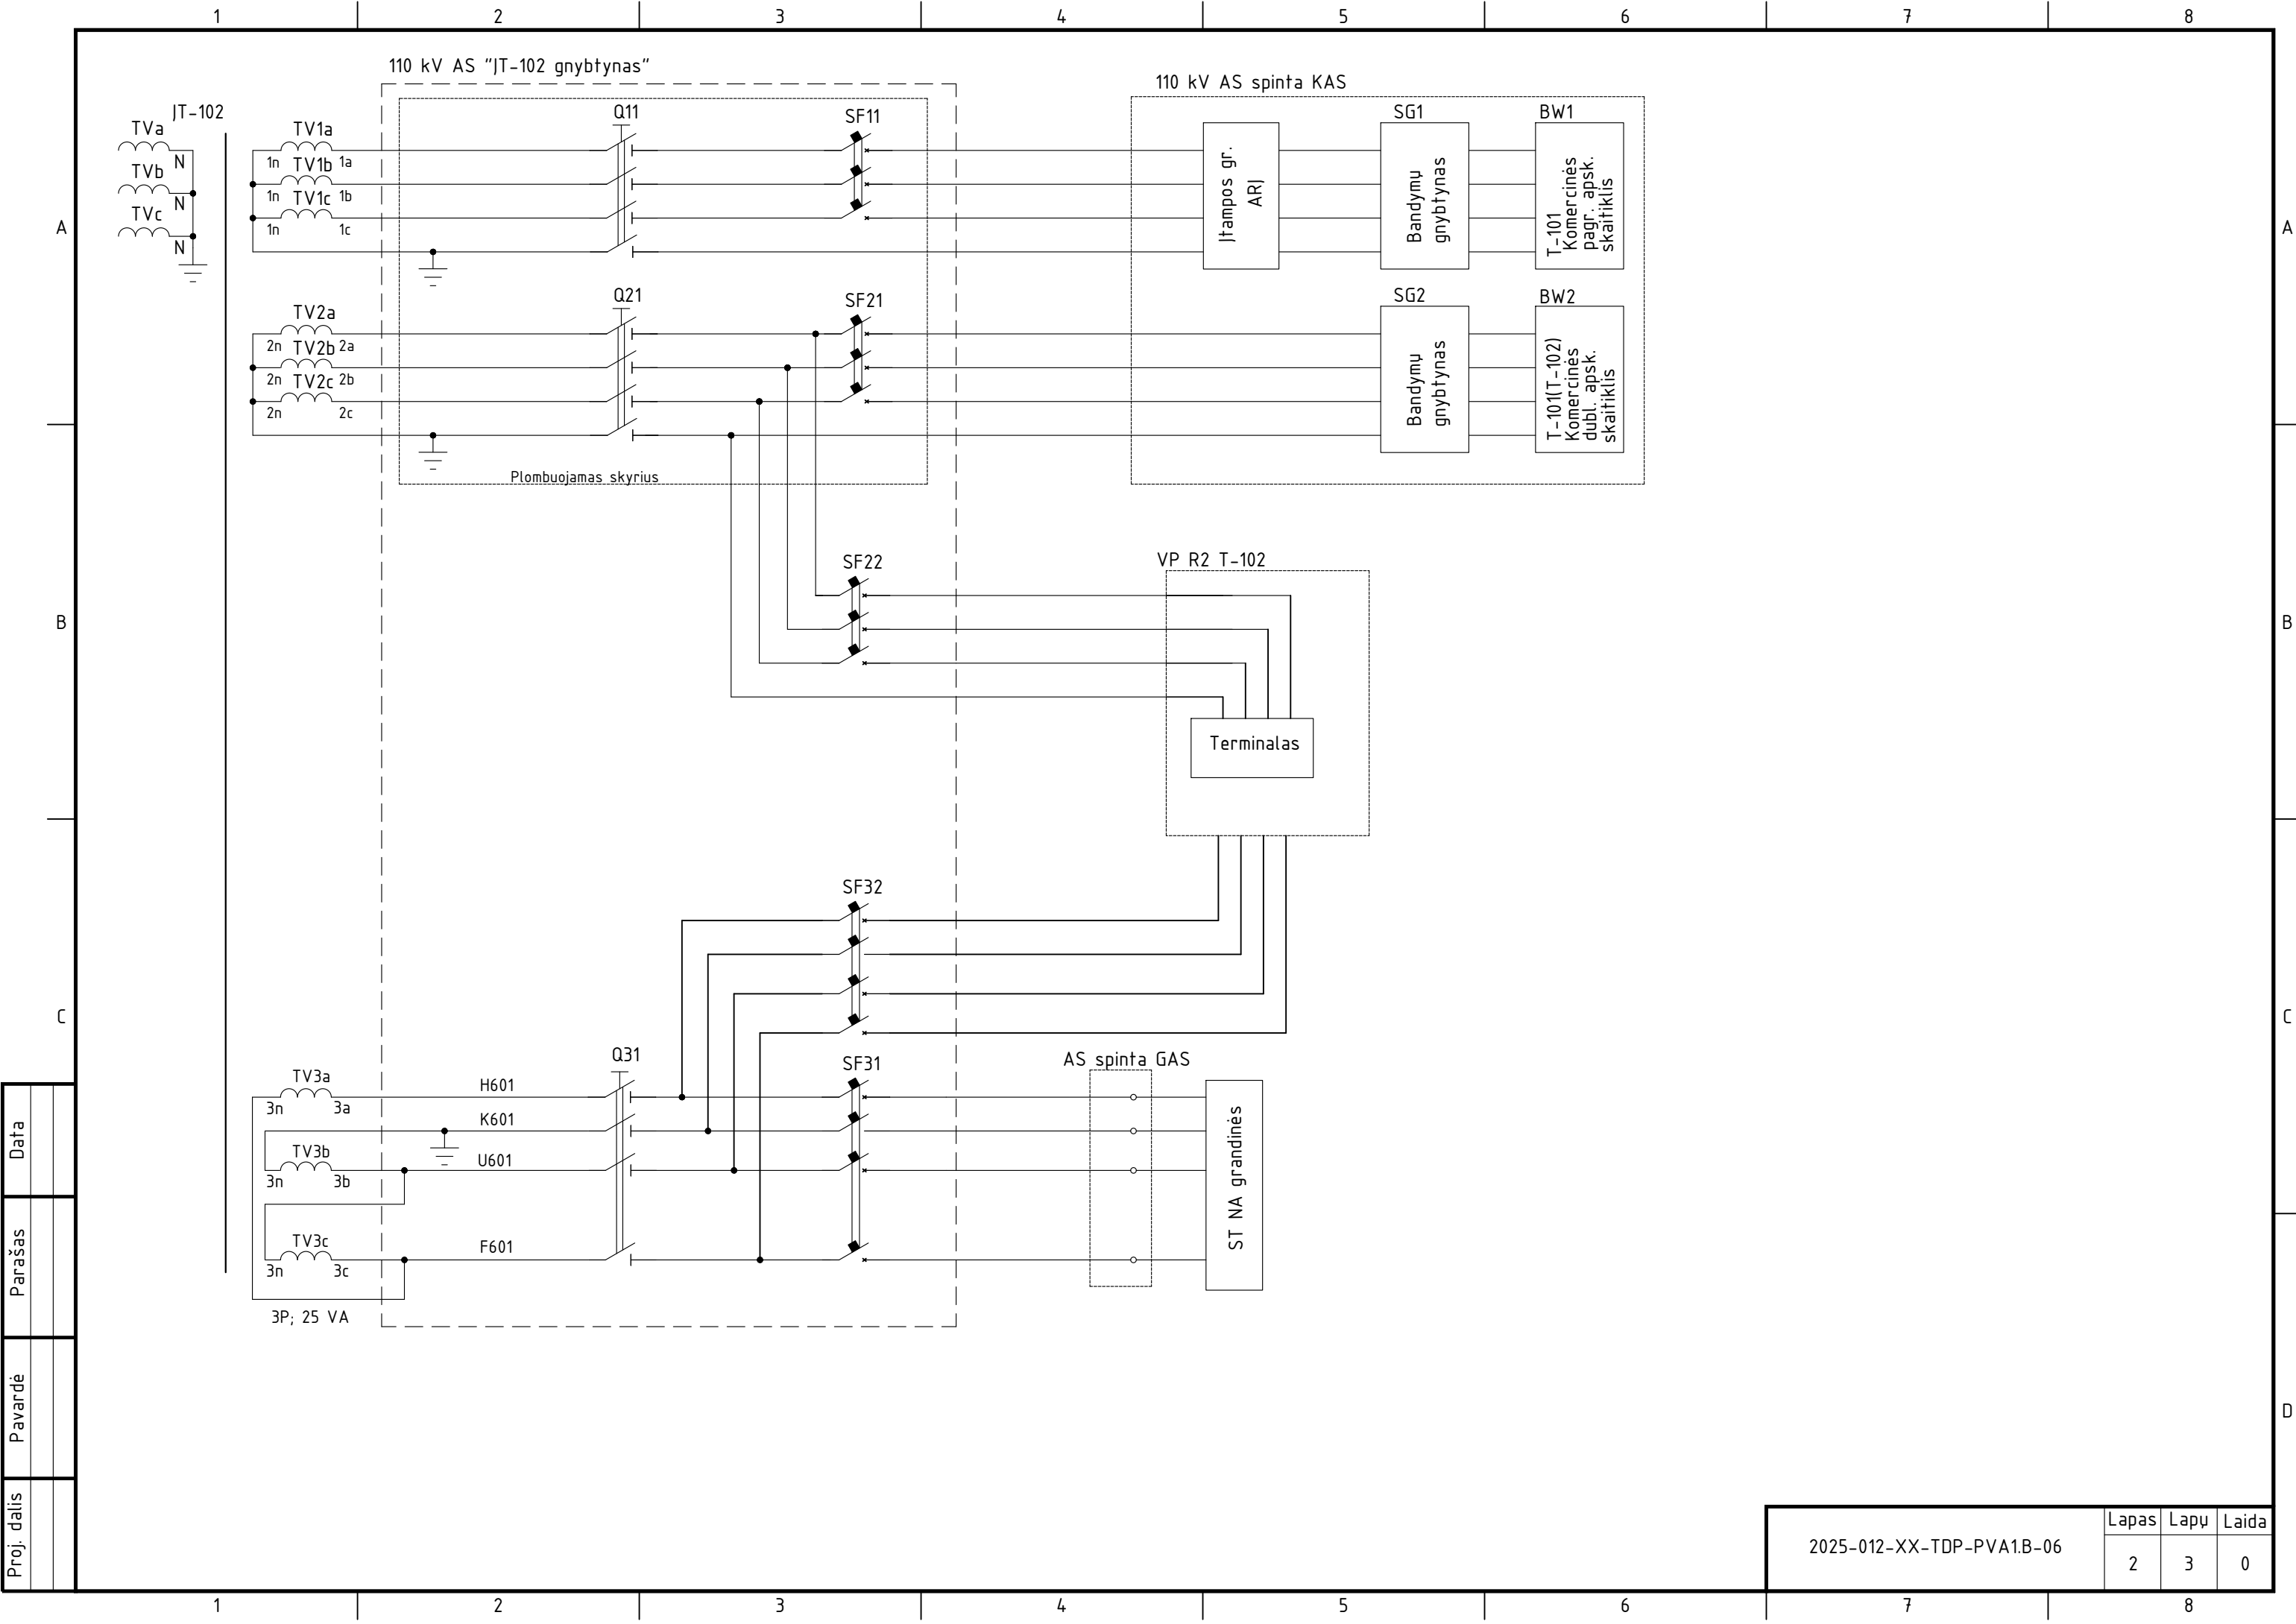 1 2 3 4 5 6 7 8
110 kV AS "JT-102 gnybtynas"
110 kV AS spinta KAS
JT-102
TVa
N
TVb
N
TVc
N
TV1a
1n 1a
TV1b
1n 1b
TV1c
1n 1c
Q11
SF11
Įtampos gr.
ARJ
SG1
Bandymų
gnybtynas
BW1
T-101
Komercinės
pagr. apsk.
skaitiklis
A
A
TV2a
2n 2a
TV2b
2n 2b
TV2c
2n 2c
Q21
SF21
SG2
Bandymų
gnybtynas
BW2
T-101(T-102)
Komercinės
dubl. apsk.
skaitiklis
Plombuojamas skyrius
SF22
VP R2 T-102
Terminalas
B
B
SF32
C
C
TV3a
3n 3a
TV3b
3n 3b
TV3c
3n 3c
3P; 25 VA
H601
K601
U601
F601
Q31
SF31
AS spinta GAS
ST NA grandinės
D
Data
Parašas
Pavardė
Proj. dalis
2025-012-XX-TDP-PVA1.B-06
Lapas Lapų Laida
2 3 0
1 2 3 4 5 6 7 8